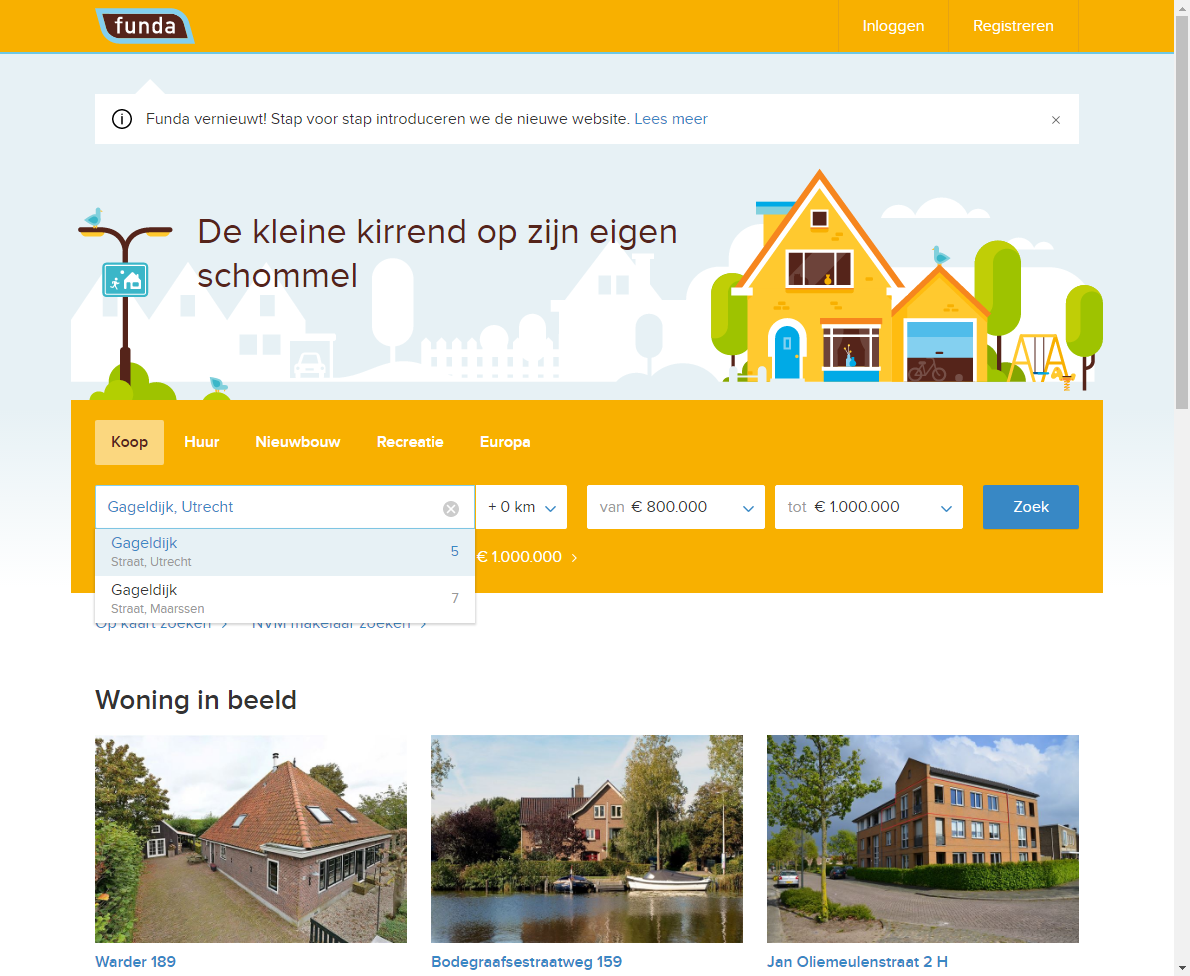 funda
Inloggen
Registreren
Funda vernieuwt! Stap voor stap introduceren we de nieuwe website. Lees meer
De kleine kirrend op zijn eigen
schommel
Koop
Huur
Nieuwbouw
Recreatie
Europa
Gageldijk, Utrecht
+ 0 km
van € 800.000
tot € 1.000.000
Zoek
Gageldijk
5
Straat, Utrecht
€ 1.000.000 ›
Gageldijk
7
Straat, Maarssen
Op kaart zoeken ›
NVM makelaar zoeken ›
Woning in beeld
Warder 189
Bodegraafsestraatweg 159
Jan Oliemeulenstraat 2 H